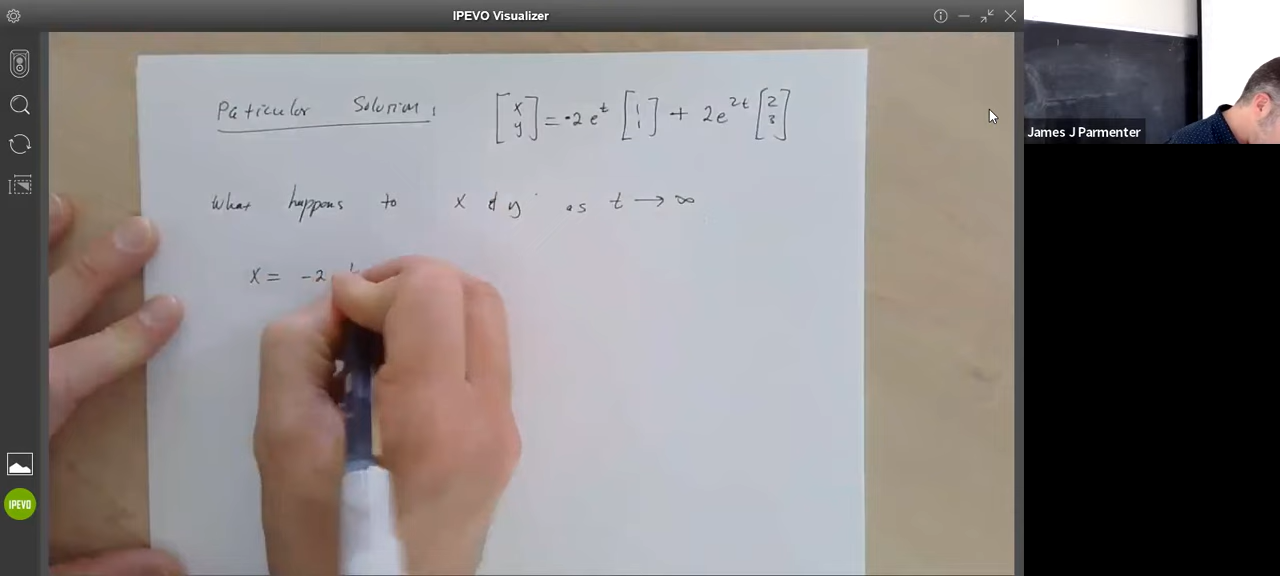 IPEVO Visualizer
Particular Solution: [x y] = -2e^t [1 1] + 2e^{2t} [2 3]
What happens to x & y as t → ∞
x = -2
James J Parmenter
IPEVO